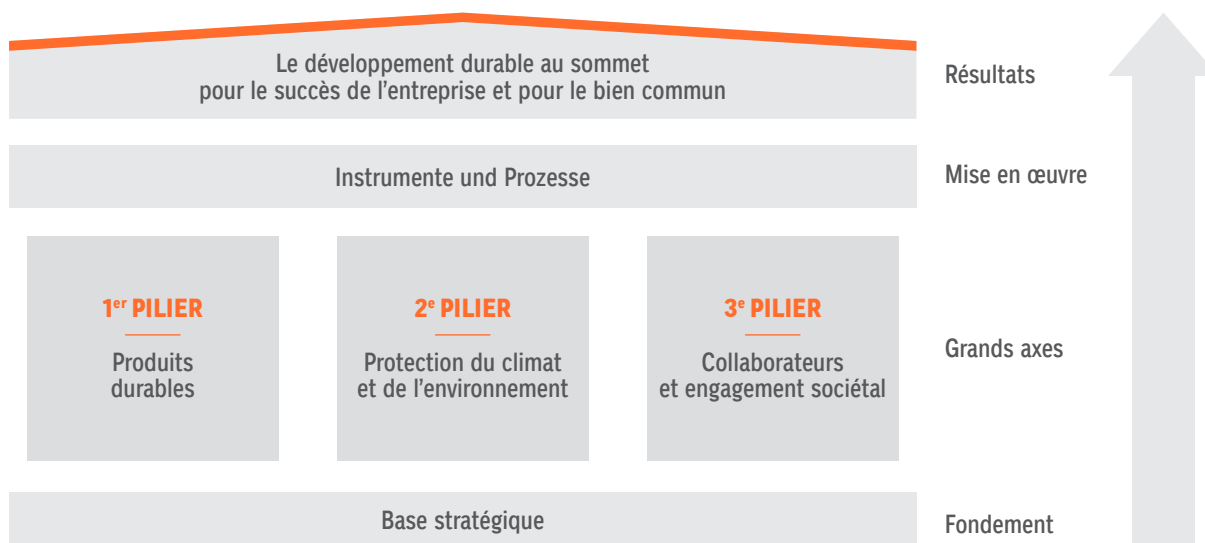 Le développement durable au sommet
pour le succès de l'entreprise et pour le bien commun
Résultats
Instrumente und Prozesse
Mise en œuvre
1er PILIER
Produits
durables
2e PILIER
Protection du climat
et de l'environnement
3e PILIER
Collaborateurs
et engagement sociétal
Grands axes
Base stratégique
Fondement